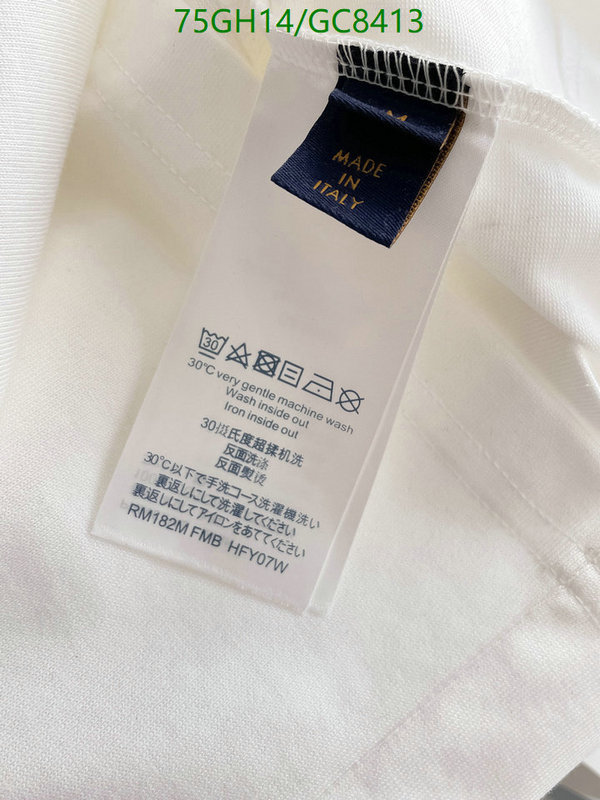 75GH14/GC8413
M
MADE
IN
ITALY
30
30°C very gentle machine wash
Wash inside out
Iron inside out
30摄氏度超揉机洗
反面洗涤
反面製烫
30°C以下で手洗コース洗濯機洗い
裏返しにして洗濯してください
裏返しにしてアイロンをあててください
RM182M FMB HFY07W